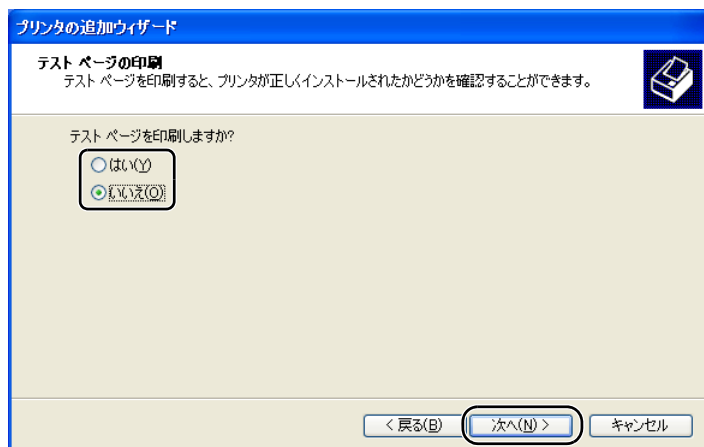 プリンタの追加ウィザード
テスト ページの印刷
テスト ページを印刷すると、プリンタが正しくインストールされたかどうかを確認することができます。
テスト ページを印刷しますか?
はい(Y)
いいえ(O)
< 戻る(B) 次へ(N) > キャンセル